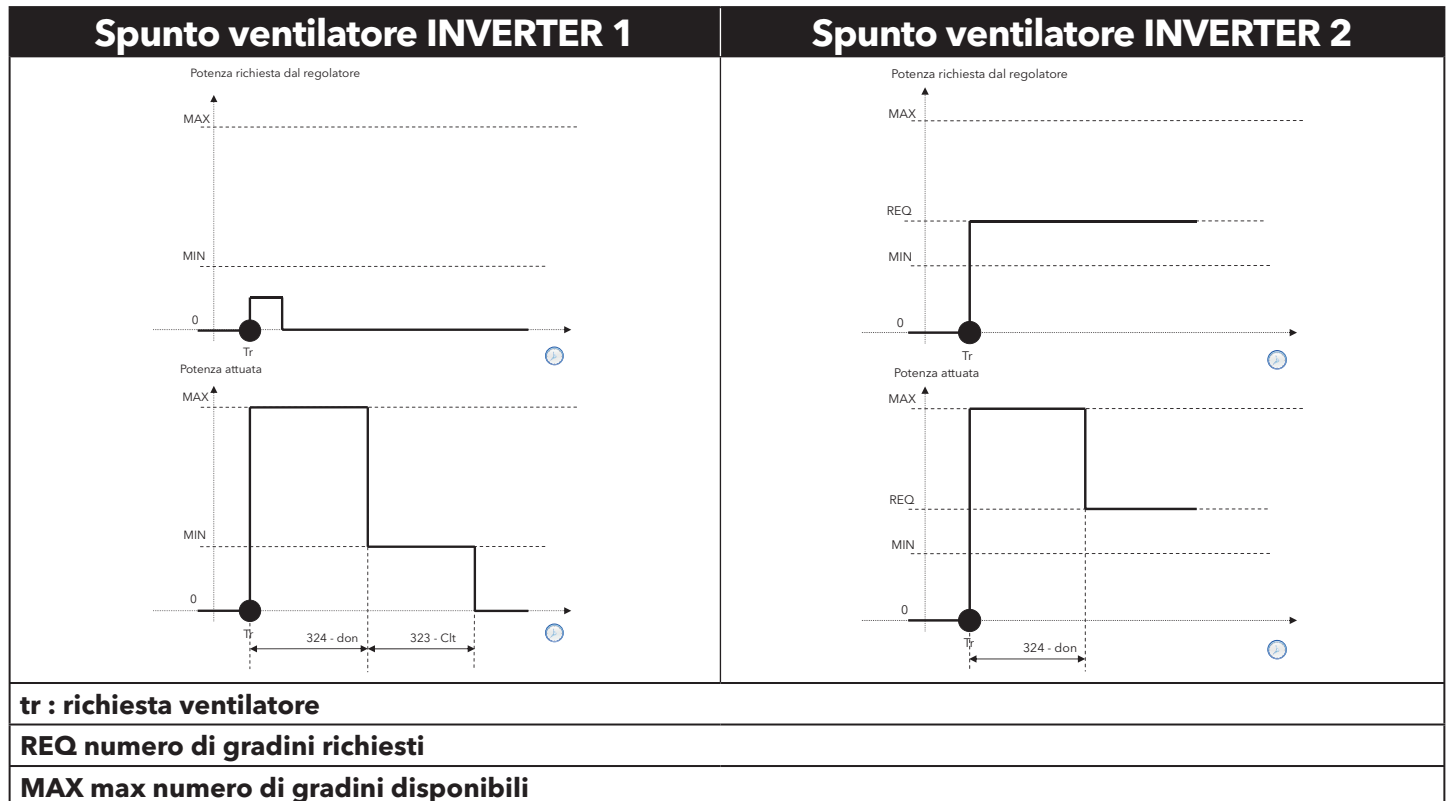 Spunto ventilatore INVERTER 1
Spunto ventilatore INVERTER 2
Potenza richiesta dal regolatore
MAX
MIN
0
Tr
Potenza attuata
MAX
MIN
0
Tr
324 - don
323 - Clt
Potenza richiesta dal regolatore
MAX
REQ
MIN
0
Tr
Potenza attuata
MAX
REQ
MIN
0
Tr
324 - don
tr : richiesta ventilatore
REQ numero di gradini richiesti
MAX max numero di gradini disponibili